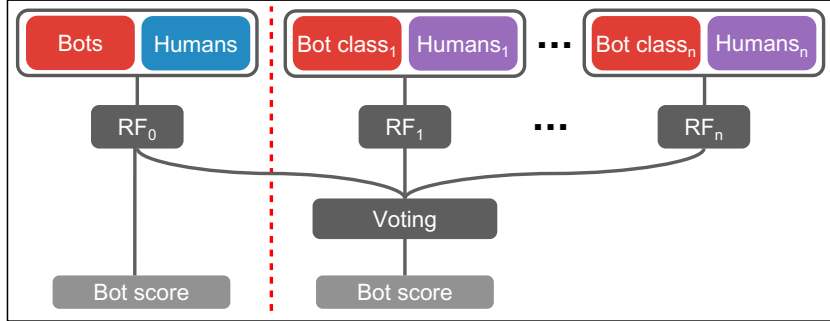 Bots Humans Bot class₁ Humans₁ ... Bot classₙ Humansₙ
RF₀ RF₁ ... RFₙ
Voting
Bot score Bot score